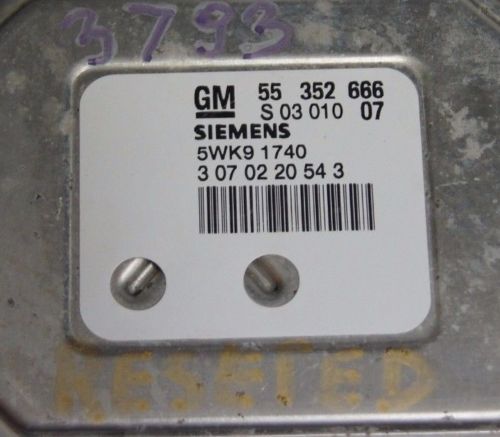 3793
GM 55 352 666
S 03 010 07
SIEMENS
5WK9 1740
3 07 02 20 54 3
RESETED